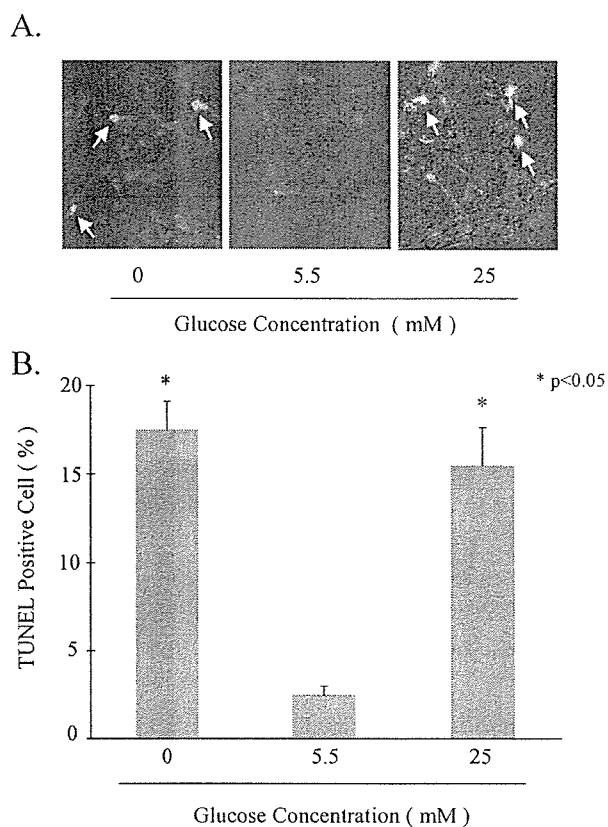 A.
0 5.5 25
Glucose Concentration ( mM )
B.
* p<0.05
TUNEL Positive Cell ( % )
20
15
10
5
0
* *
0 5.5 25
Glucose Concentration ( mM )